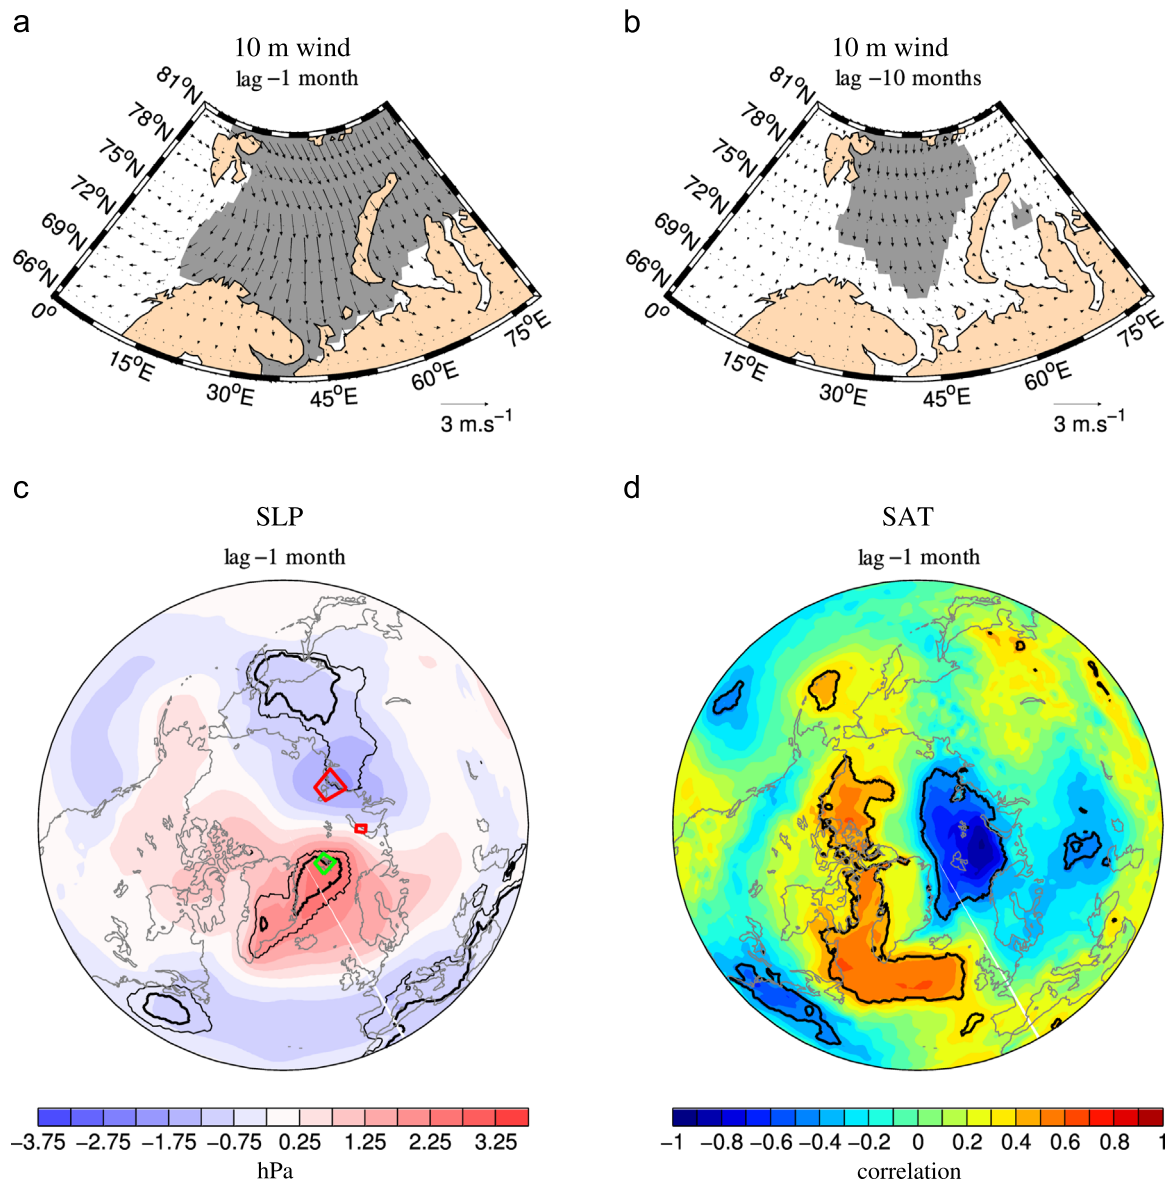 a
10 m wind
lag −1 month
81°N
78°N
75°N
72°N
69°N
66°N
0°
15°E
30°E
45°E
60°E
75°E
3 m.s⁻¹
b
10 m wind
lag −10 months
81°N
78°N
75°N
72°N
69°N
66°N
0°
15°E
30°E
45°E
60°E
75°E
3 m.s⁻¹
c
SLP
lag −1 month
−3.75 −2.75 −1.75 −0.75 0.25 1.25 2.25 3.25
hPa
d
SAT
lag −1 month
−1 −0.8 −0.6 −0.4 −0.2 0 0.2 0.4 0.6 0.8 1
correlation